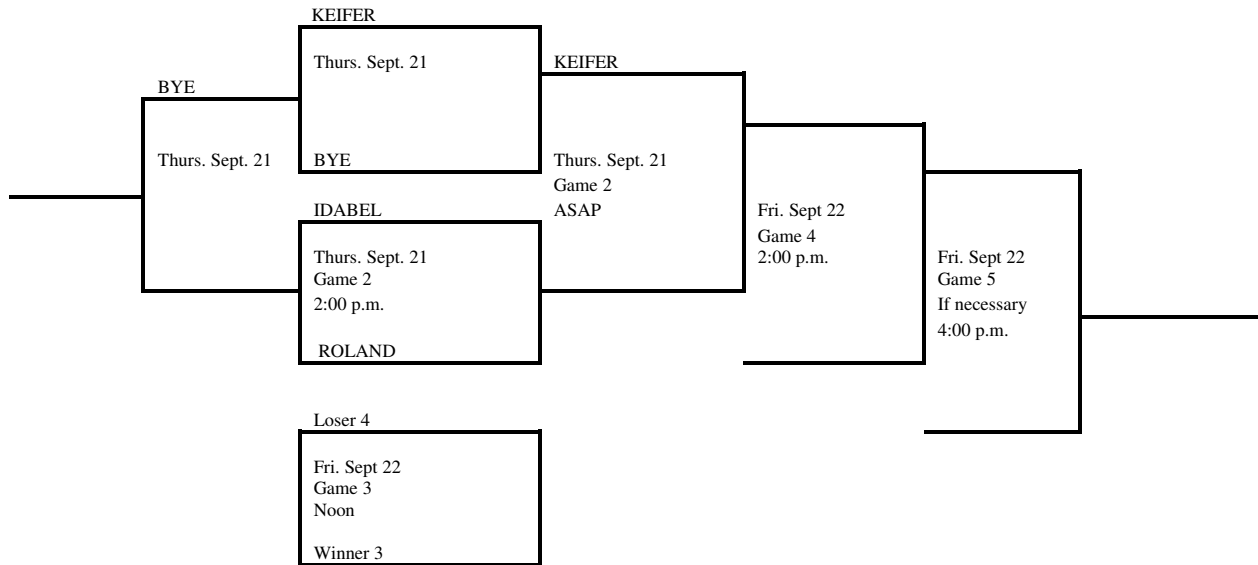 KEIFER
Thurs. Sept. 21
KEIFER
BYE
Thurs. Sept. 21
BYE
Thurs. Sept. 21
Game 2
ASAP
IDABEL
Fri. Sept 22
Game 4
2:00 p.m.
Thurs. Sept. 21
Game 2
2:00 p.m.
Fri. Sept 22
Game 5
If necessary
4:00 p.m.
ROLAND
Loser 4
Fri. Sept 22
Game 3
Noon
Winner 3